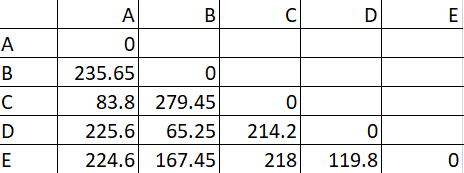 A B C D E
A 0
B 235.65 0
C 83.8 279.45 0
D 225.6 65.25 214.2 0
E 224.6 167.45 218 119.8 0